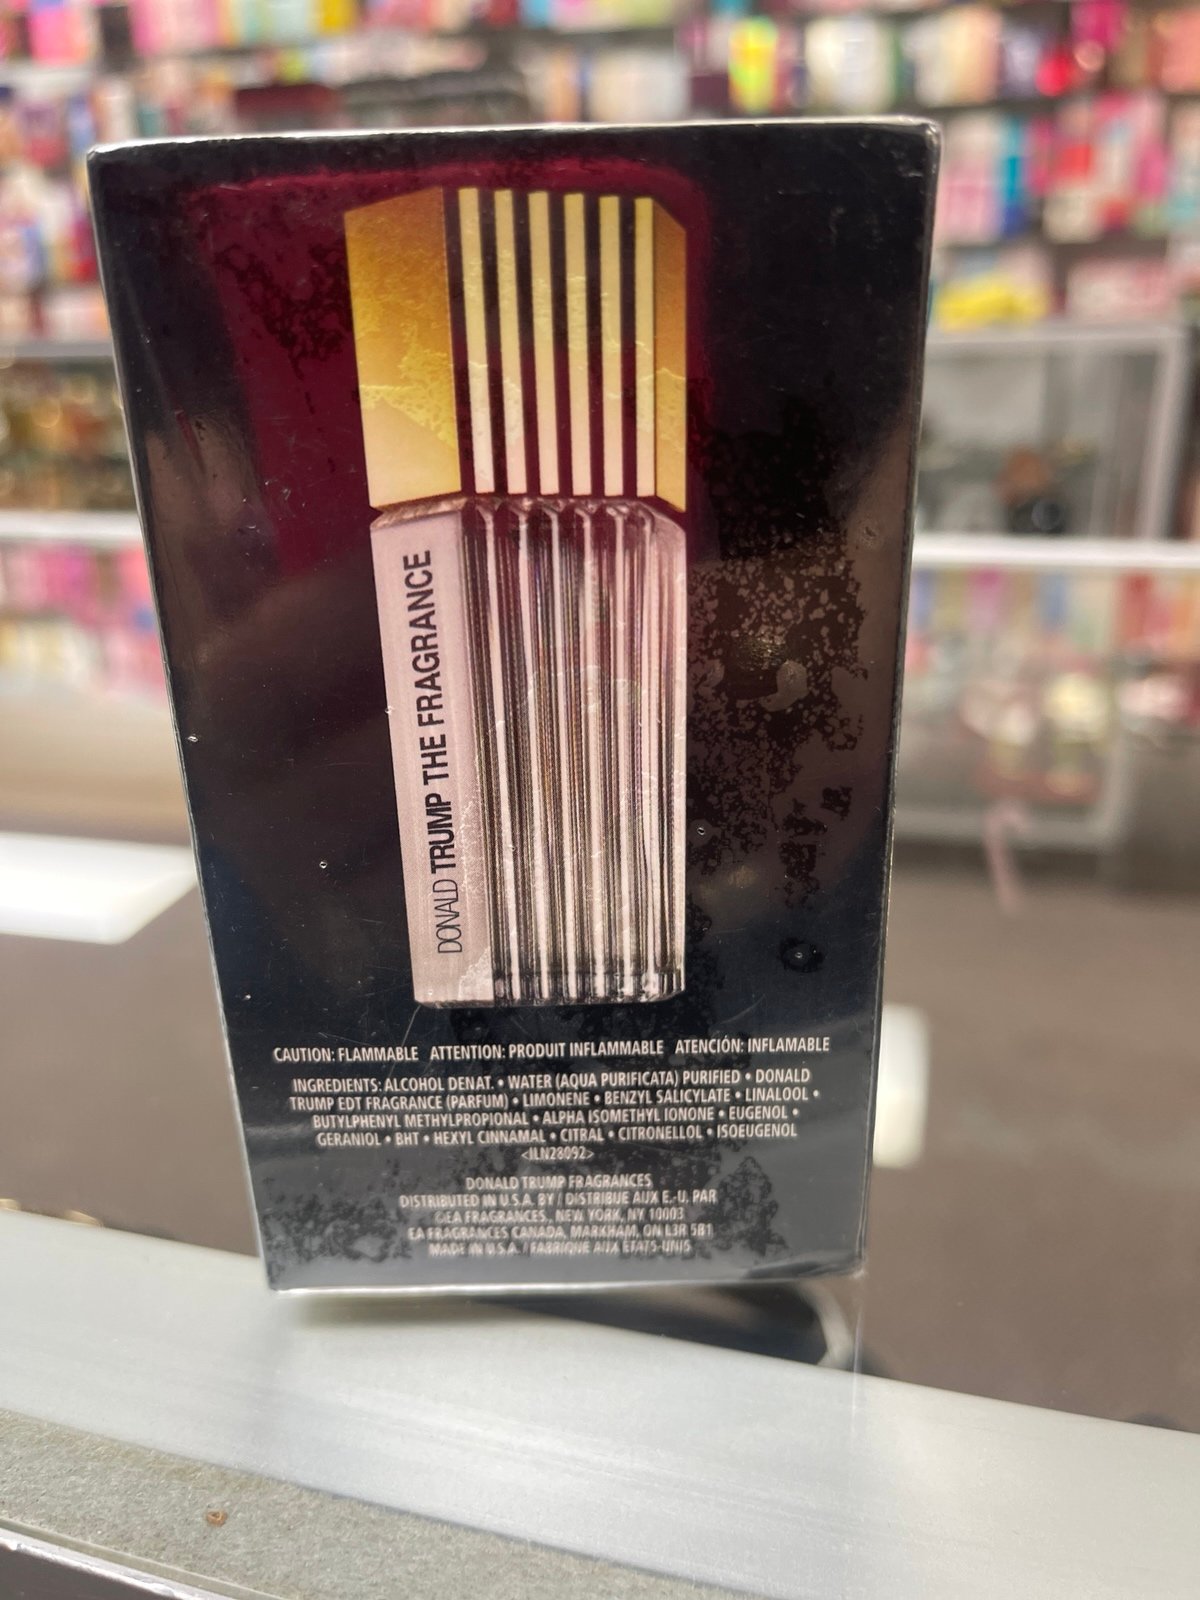 DONALD TRUMP THE FRAGRANCE
CAUTION: FLAMMABLE ATTENTION: PRODUIT INFLAMMABLE ATENCIÓN: INFLAMABLE
INGREDIENTS: ALCOHOL DENAT. • WATER (AQUA PURIFICATA) PURIFIED • DONALD
TRUMP EDT FRAGRANCE (PARFUM) • LIMONENE • BENZYL SALICYLATE • LINALOOL •
BUTYLPHENYL METHYLPROPIONAL • ALPHA ISOMETHYL IONONE • EUGENOL •
GERANIOL • BHT • HEXYL CINNAMAL • CITRAL • CITRONELLOL • ISOEUGENOL
<ILN28092>
DONALD TRUMP FRAGRANCES
DISTRIBUTED IN U.S.A. BY / DISTRIBUE AUX E.-U. PAR
©EA FRAGRANCES., NEW YORK, NY 10003
EA FRAGRANCES CANADA, MARKHAM, ON L3R 5B1
MADE IN U.S.A. / FABRIQUE AUX ETATS-UNIS